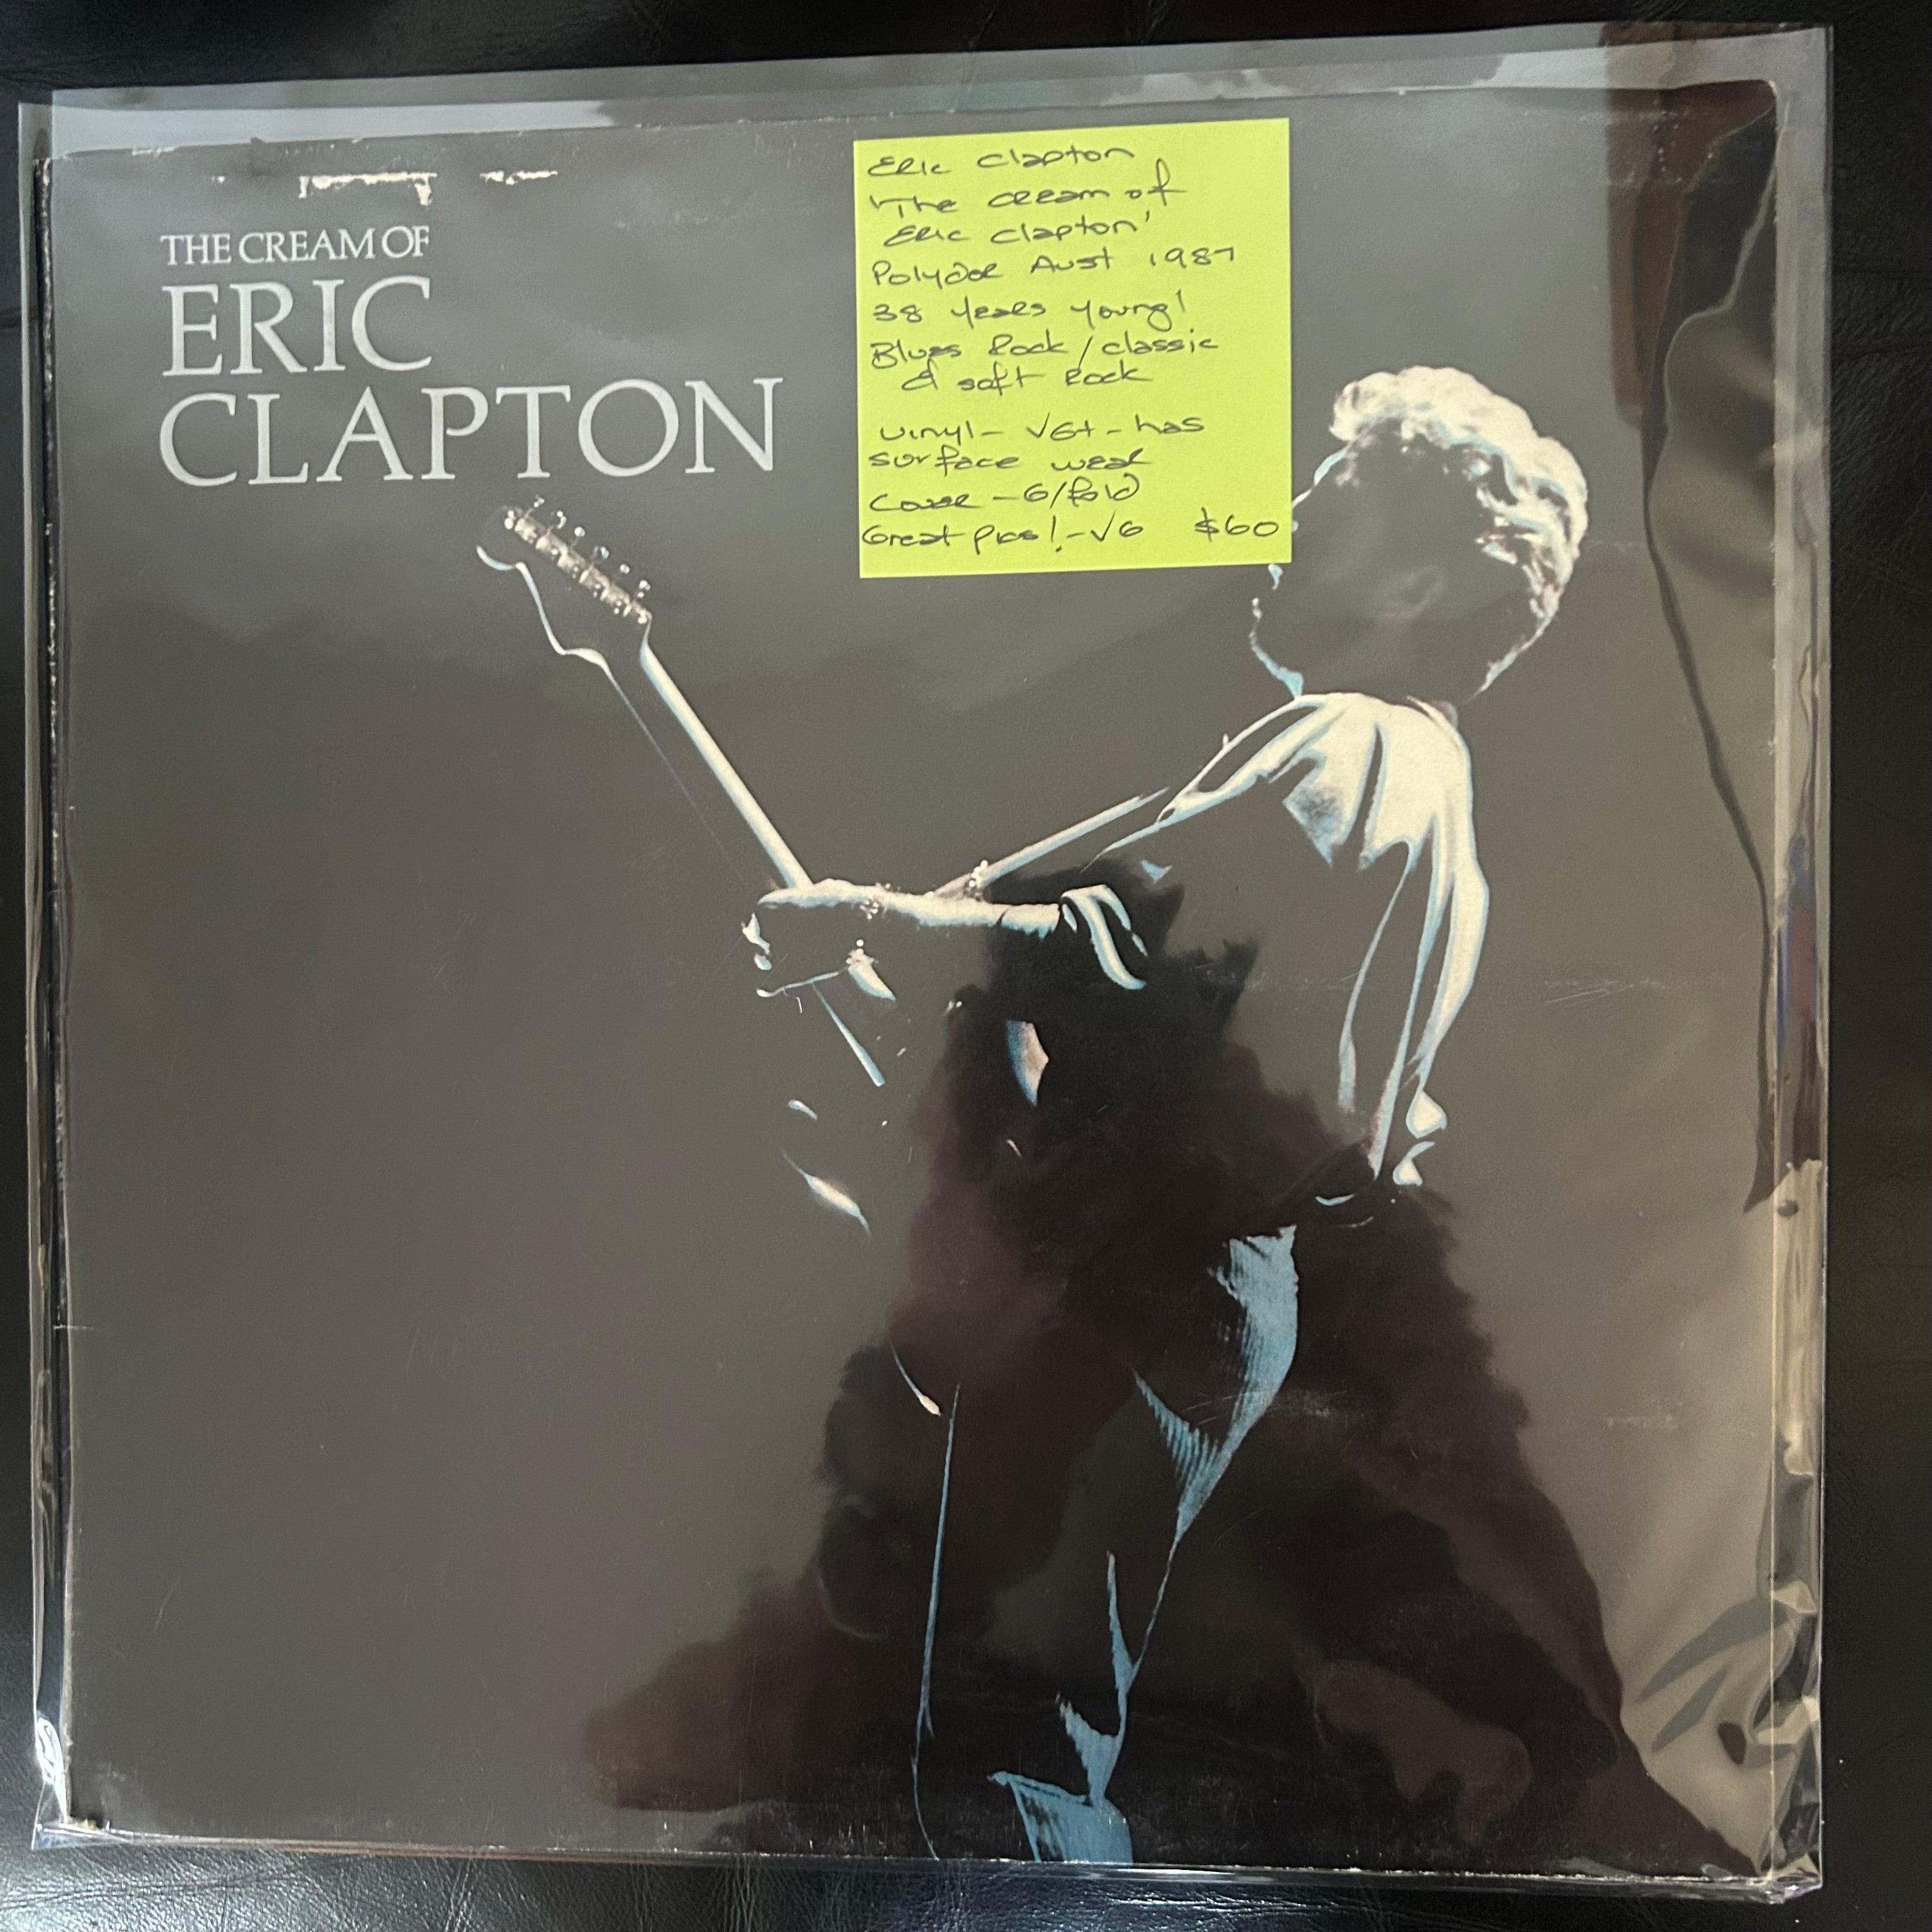 THE CREAM OF
ERIC
CLAPTON
Eric Clapton
'The cream of
Eric Clapton'
Polydor Aust 1987
38 years young!
Blues Rock/classic
& soft Rock
vinyl - VG+ - has
surface wear
Cover - G/fold
Great pics! - VG $60